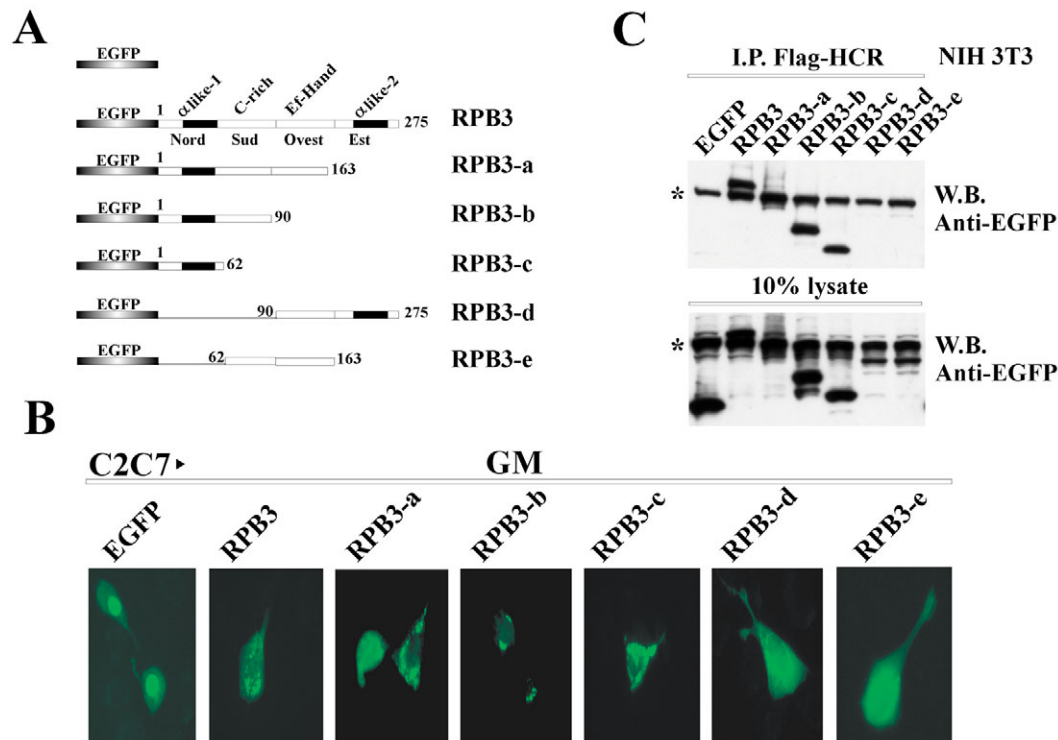 A
EGFP
αlike-1 C-rich Ef-Hand αlike-2
EGFP 1 275 RPB3
Nord Sud Ovest Est
EGFP 1 163 RPB3-a
EGFP 1 90 RPB3-b
EGFP 1 62 RPB3-c
EGFP 90 275 RPB3-d
EGFP 62 163 RPB3-e
C
I.P. Flag-HCR NIH 3T3
EGFP RPB3 RPB3-a RPB3-b RPB3-c RPB3-d RPB3-e
* W.B.
Anti-EGFP
10% lysate
* W.B.
Anti-EGFP
B
C2C7 ▸ GM
EGFP RPB3 RPB3-a RPB3-b RPB3-c RPB3-d RPB3-e